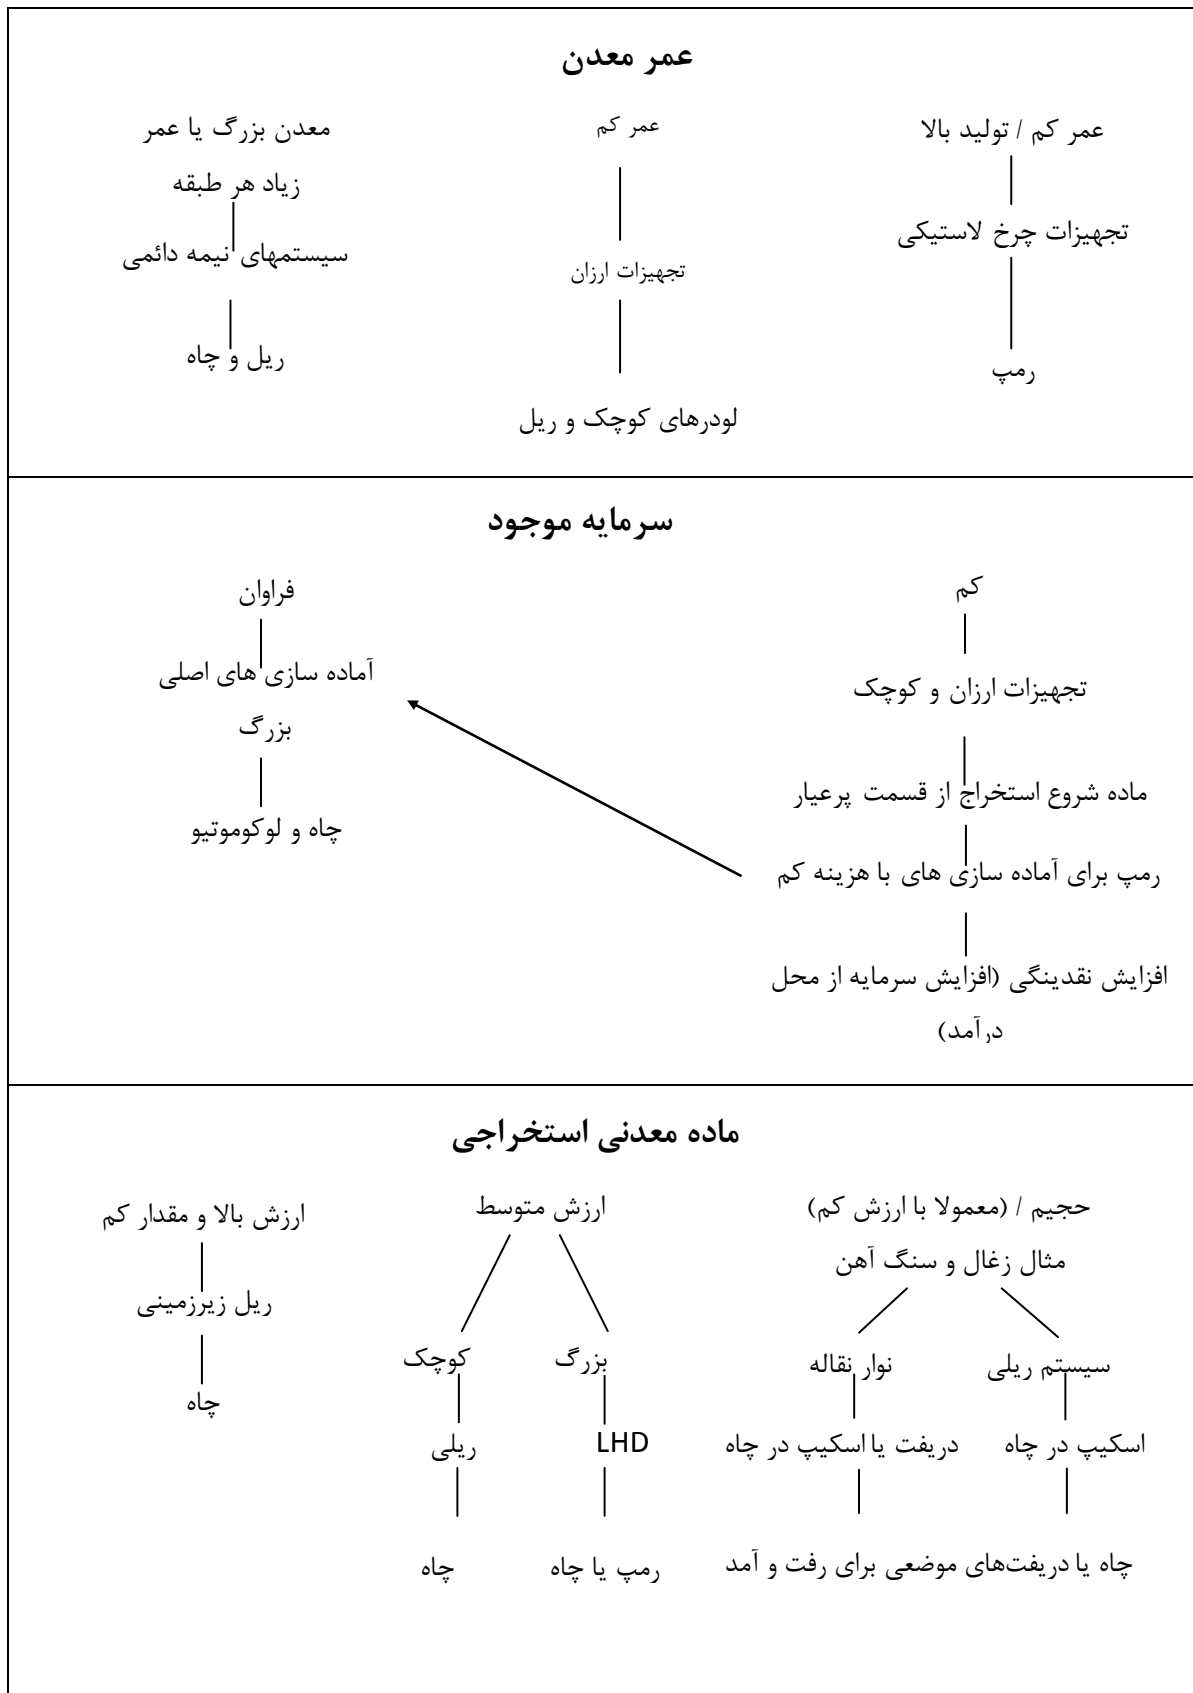 عمر معدن
عمر کم / تولید بالا
تجهیزات چرخ لاستیکی
رمپ
عمر کم
تجهیزات ارزان
لودرهای کوچک و ریل
معدن بزرگ یا عمر
زیاد هر طبقه
سیستمهای نیمه دائمی
ریل و چاه
سرمایه موجود
کم
تجهیزات ارزان و کوچک
ماده شروع استخراج از قسمت پرعیار
رمپ برای آماده سازی های با هزینه کم
افزایش نقدینگی (افزایش سرمایه از محل
درآمد)
فراوان
آماده سازی های اصلی
بزرگ
چاه و لوکوموتیو
ماده معدنی استخراجی
حجیم / (معمولا با ارزش کم)
مثال زغال و سنگ آهن
سیستم ریلی
نوار نقاله
اسکیپ در چاه
دریفت یا اسکیپ در چاه
چاه یا دریفت‌های موضعی برای رفت و آمد
ارزش متوسط
بزرگ
کوچک
LHD
ریلی
رمپ یا چاه
چاه
ارزش بالا و مقدار کم
ریل زیرزمینی
چاه